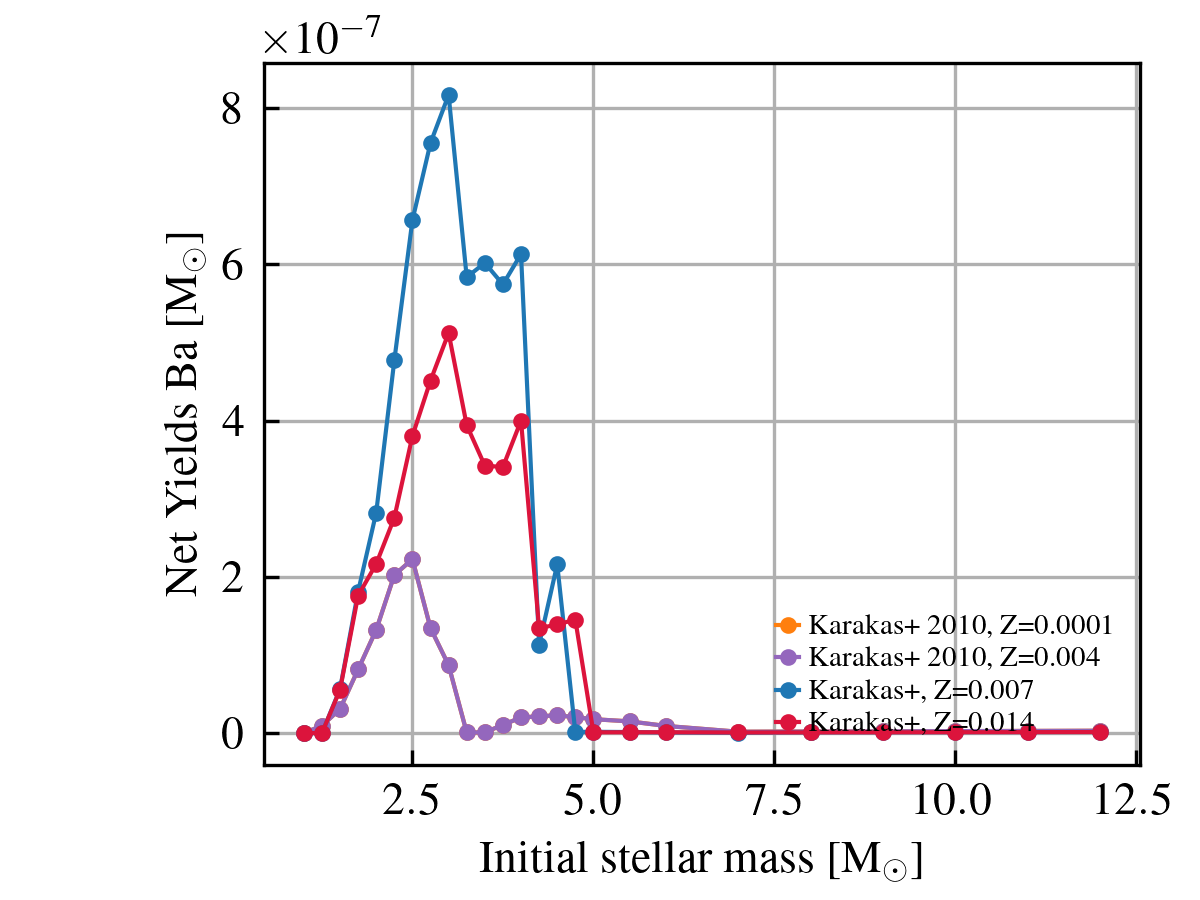 ×10⁻⁷
8
6
4
2
0
Net Yields Ba [M☉]
2.5 5.0 7.5 10.0 12.5
Initial stellar mass [M☉]
Karakas+ 2010, Z=0.0001
Karakas+ 2010, Z=0.004
Karakas+, Z=0.007
Karakas+, Z=0.014